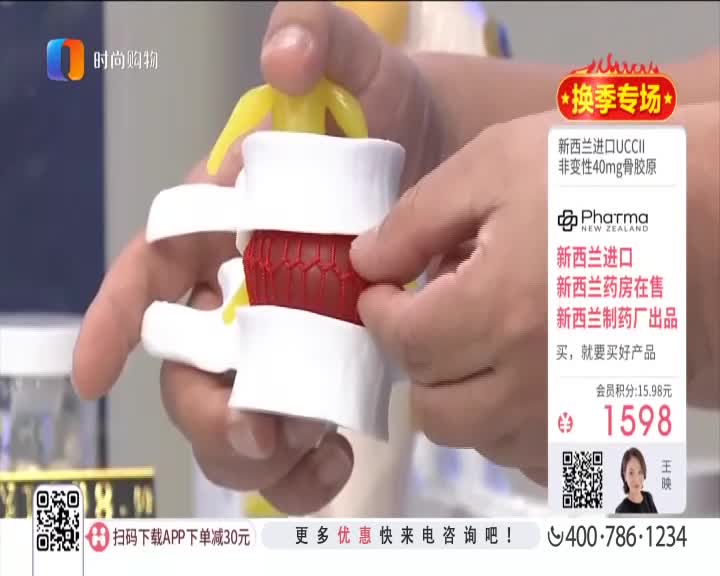 时尚购物
换季专场
新西兰进口UCCII
非变性40mg骨胶原
Pharma
NEW ZEALAND
新西兰进口
新西兰药房在售
新西兰制药厂出品
买，就要买好产品
会员积分:15.98元
1598
王映
扫码下载APP下单减30元
更多优惠快来电咨询吧！
400-786-1234